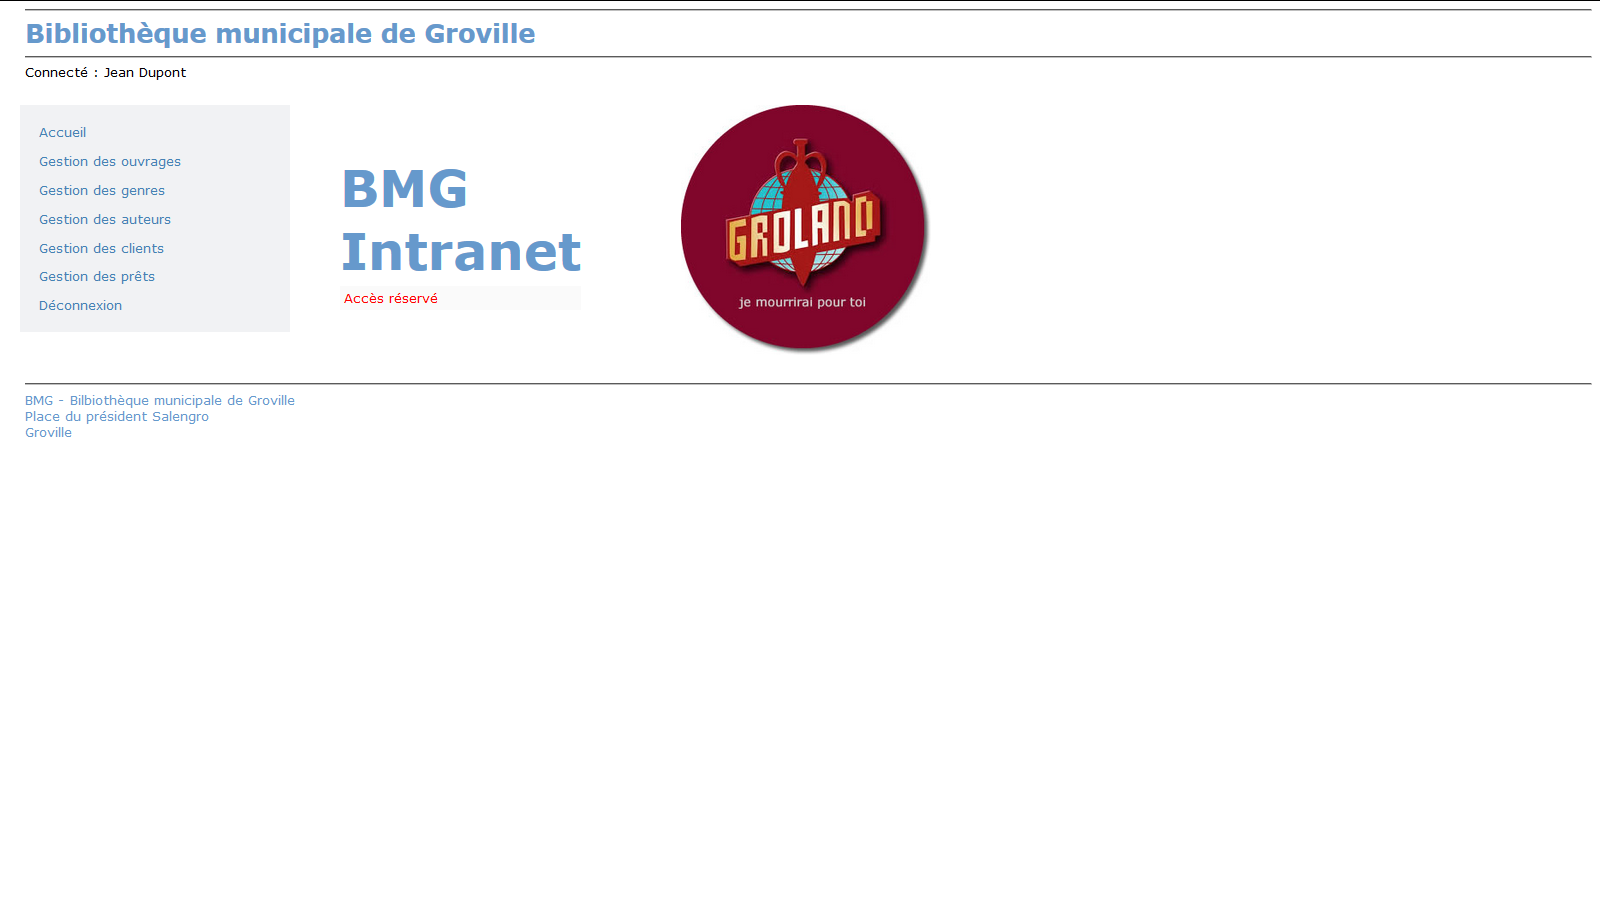 Bibliothèque municipale de Groville
Connecté : Jean Dupont
Accueil
Gestion des ouvrages
Gestion des genres
Gestion des auteurs
Gestion des clients
Gestion des prêts
Déconnexion
BMG
Intranet
Accès réservé
GROLAND
je mourrirai pour toi
BMG - Bilbiothèque municipale de Groville
Place du président Salengro
Groville